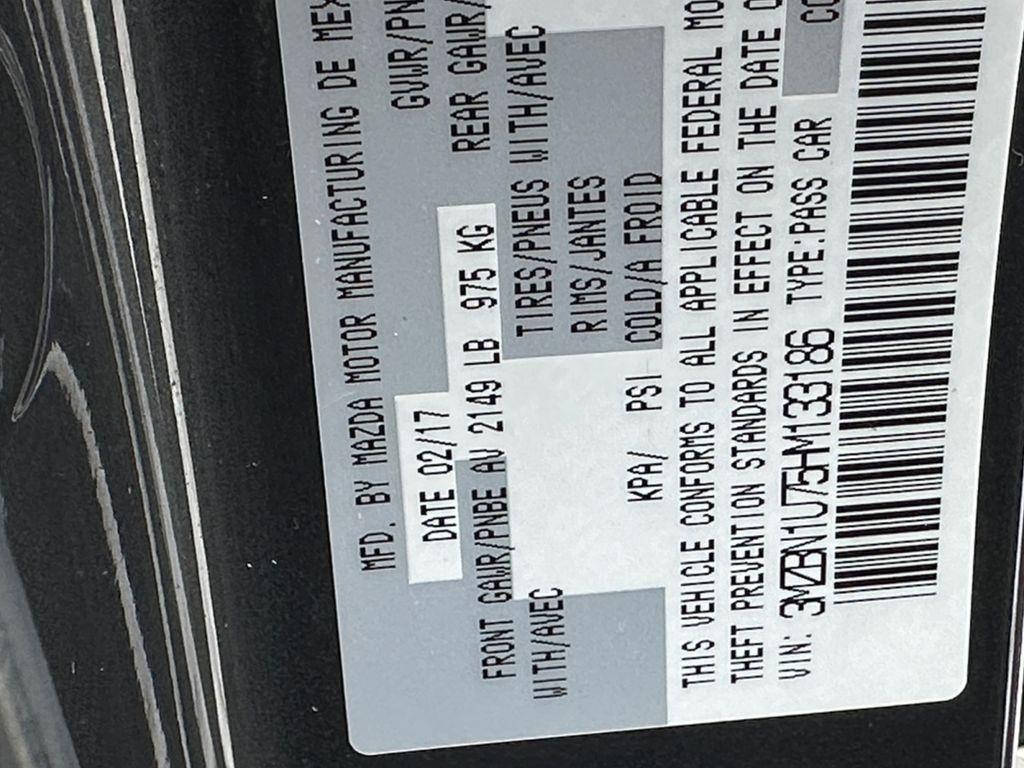 MFD. BY MAZDA MOTOR MANUFACTURING DE MEX
DATE 02/17
GVWR/PN
FRONT GAWR/PNBE AV 2149 LB 975 KG
REAR GAWR/
WITH/AVEC
TIRES/PNEUS WITH/AVEC
RIMS/JANTES
KPA/ PSI COLD/A FROID
THIS VEHICLE CONFORMS TO ALL APPLICABLE FEDERAL MO
THEFT PREVENTION STANDARDS IN EFFECT ON THE DATE O
VIN: 3MZBN1U75HM133186 TYPE:PASS CAR
CO